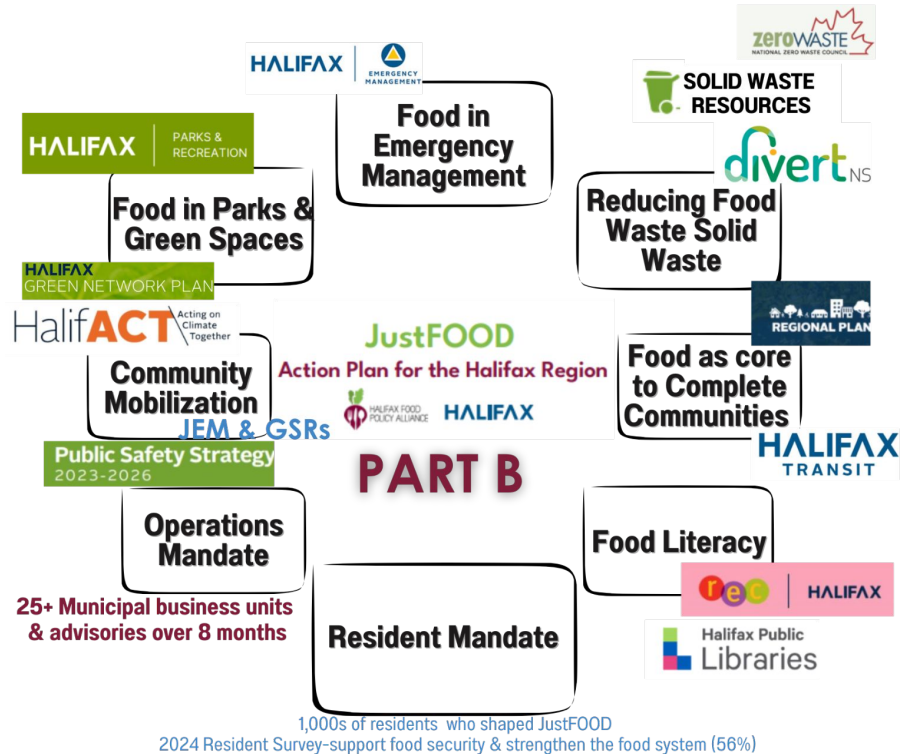 zeroWASTE
NATIONAL ZERO WASTE COUNCIL
HALIFAX
EMERGENCY
MANAGEMENT
SOLID WASTE
RESOURCES
Food in
Emergency
Management
HALIFAX
PARKS &
RECREATION
divert NS
Food in Parks &
Green Spaces
Reducing Food
Waste Solid
Waste
HALIFAX
GREEN NETWORK PLAN
REGIONAL PLAN
HalifACT
Acting on
Climate
Together
JustFOOD
Action Plan for the Halifax Region
HALIFAX FOOD
POLICY ALLIANCE
HALIFAX
Community
Mobilization
JEM & GSRs
Food as core
to Complete
Communities
HALIFAX
TRANSIT
Public Safety Strategy
2023-2026
PART B
Operations
Mandate
Food Literacy
25+ Municipal business units
& advisories over 8 months
Resident Mandate
rec
HALIFAX
Halifax Public
Libraries
1,000s of residents who shaped JustFOOD
2024 Resident Survey-support food security & strengthen the food system (56%)